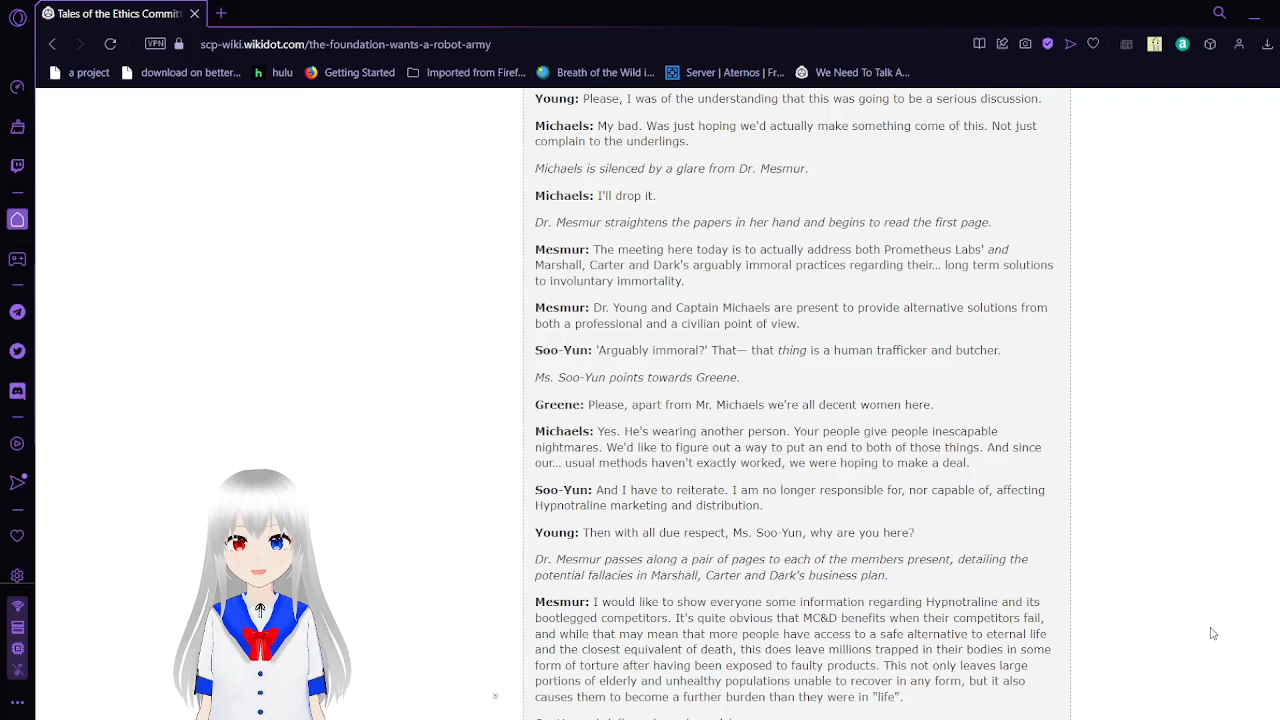 Tales of the Ethics Committ
VPN
scp-wiki.wikidot.com/the-foundation-wants-a-robot-army
a project
download on better...
hulu
Getting Started
Imported from Firef...
Breath of the Wild i...
Server | Aternos | Fr...
We Need To Talk A...
Young: Please, I was of the understanding that this was going to be a serious discussion.
Michaels: My bad. Was just hoping we'd actually make something come of this. Not just
complain to the underlings.
Michaels is silenced by a glare from Dr. Mesmur.
Michaels: I'll drop it.
Dr. Mesmur straightens the papers in her hand and begins to read the first page.
Mesmur: The meeting here today is to actually address both Prometheus Labs' and
Marshall, Carter and Dark's arguably immoral practices regarding their... long term solutions
to involuntary immortality.
Mesmur: Dr. Young and Captain Michaels are present to provide alternative solutions from
both a professional and a civilian point of view.
Soo-Yun: 'Arguably immoral?' That— that thing is a human trafficker and butcher.
Ms. Soo-Yun points towards Greene.
Greene: Please, apart from Mr. Michaels we're all decent women here.
Michaels: Yes. He's wearing another person. Your people give people inescapable
nightmares. We'd like to figure out a way to put an end to both of those things. And since
our... usual methods haven't exactly worked, we were hoping to make a deal.
Soo-Yun: And I have to reiterate. I am no longer responsible for, nor capable of, affecting
Hypnotraline marketing and distribution.
Young: Then with all due respect, Ms. Soo-Yun, why are you here?
Dr. Mesmur passes along a pair of pages to each of the members present, detailing the
potential fallacies in Marshall, Carter and Dark's business plan.
Mesmur: I would like to show everyone some information regarding Hypnotraline and its
bootlegged competitors. It's quite obvious that MC&D benefits when their competitors fail,
and while that may mean that more people have access to a safe alternative to eternal life
and the closest equivalent of death, this does leave millions trapped in their bodies in some
form of torture after having been exposed to faulty products. This not only leaves large
portions of elderly and unhealthy populations unable to recover in any form, but it also
causes them to become a further burden than they were in "life".